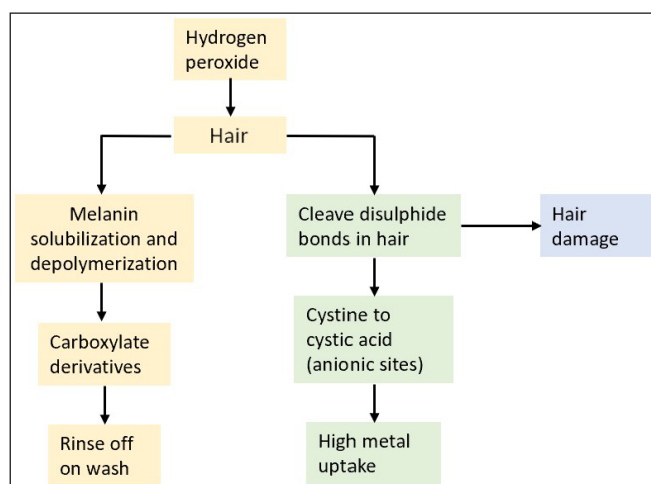 Hydrogen
peroxide
Hair
Melanin
solubilization and
depolymerization
Carboxylate
derivatives
Rinse off
on wash
Cleave disulphide
bonds in hair
Cystine to
cystic acid
(anionic sites)
High metal
uptake
Hair
damage